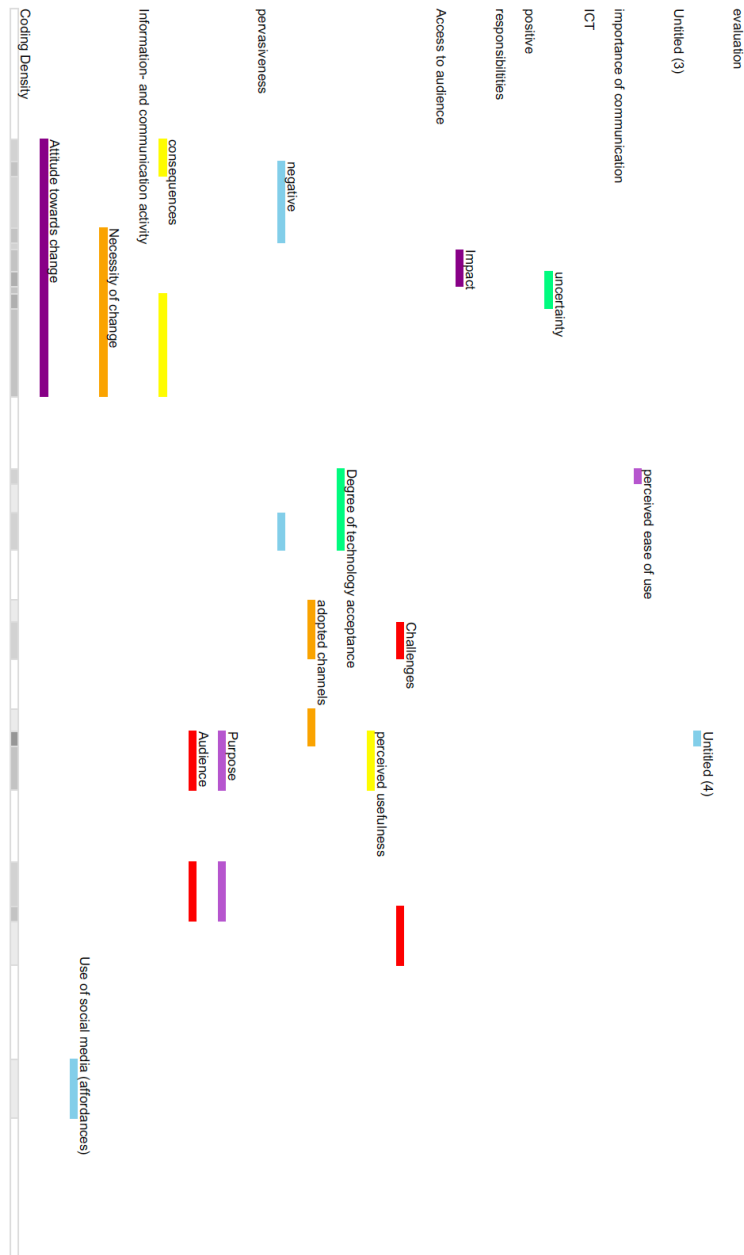 Coding Density
Attitude towards change
Use of social media (affordances)
Necessity of change
Information- and communication activity
consequences
Audience
Purpose
pervasiveness
negative
adopted channels
Degree of technology acceptance
perceived usefulness
Challenges
Access to audience
Impact
responsibiltities
positive
uncertainty
ICT
importance of communication
perceived ease of use
Untitled (3)
Untitled (4)
evaluation